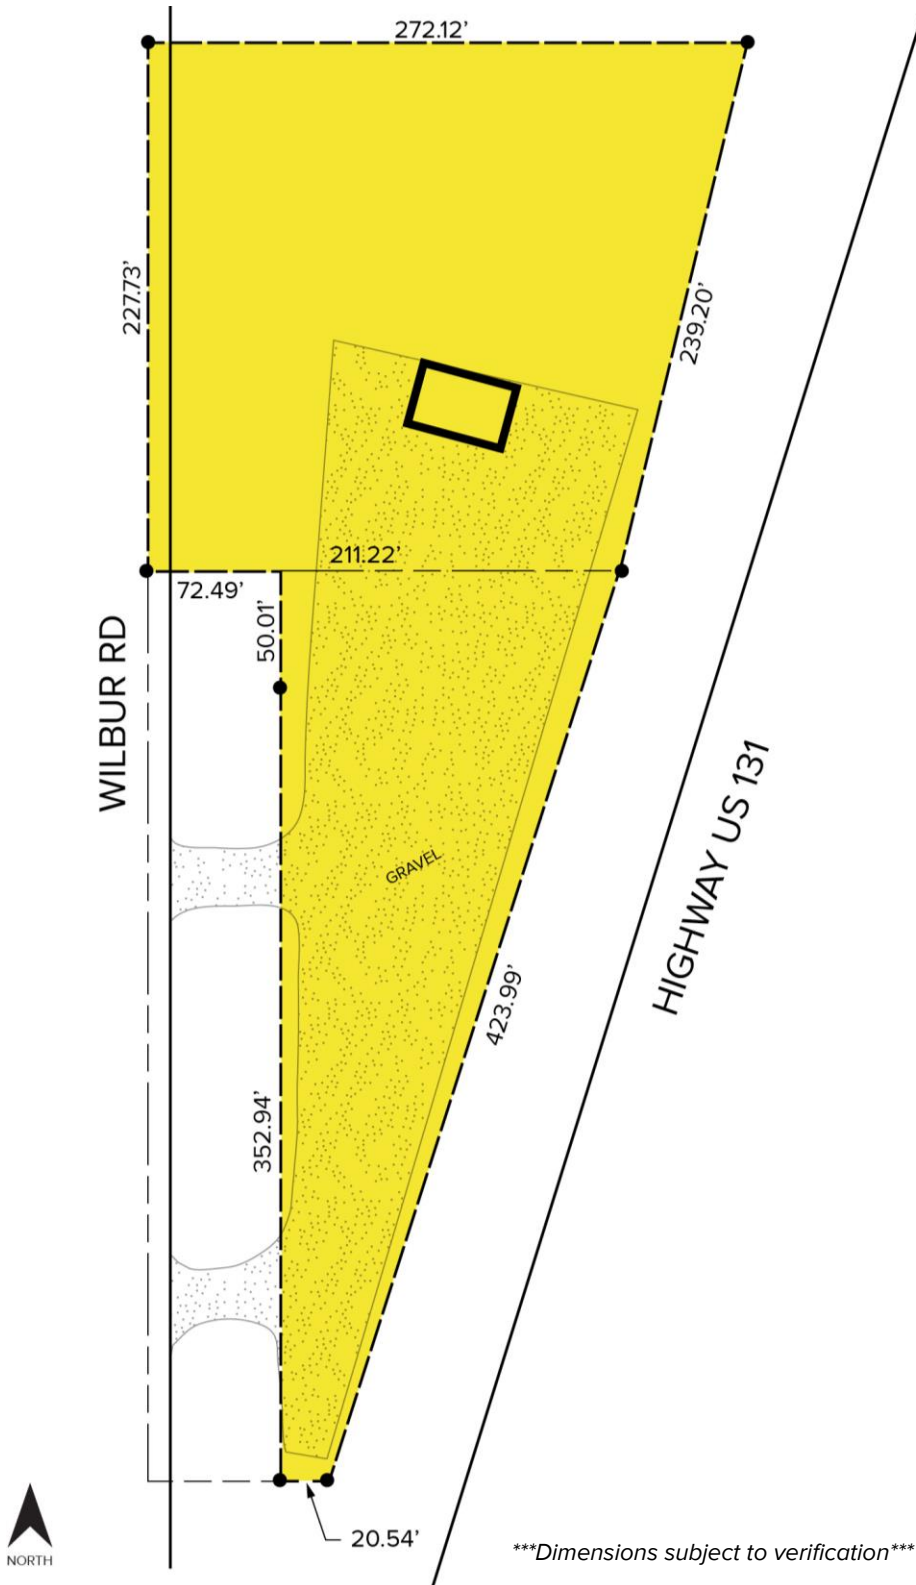 272.12’
227.73’
239.20’
211.22’
72.49’
50.01’
WILBUR RD
HIGHWAY US 131
GRAVEL
423.99’
352.94’
20.54’
NORTH
***Dimensions subject to verification***